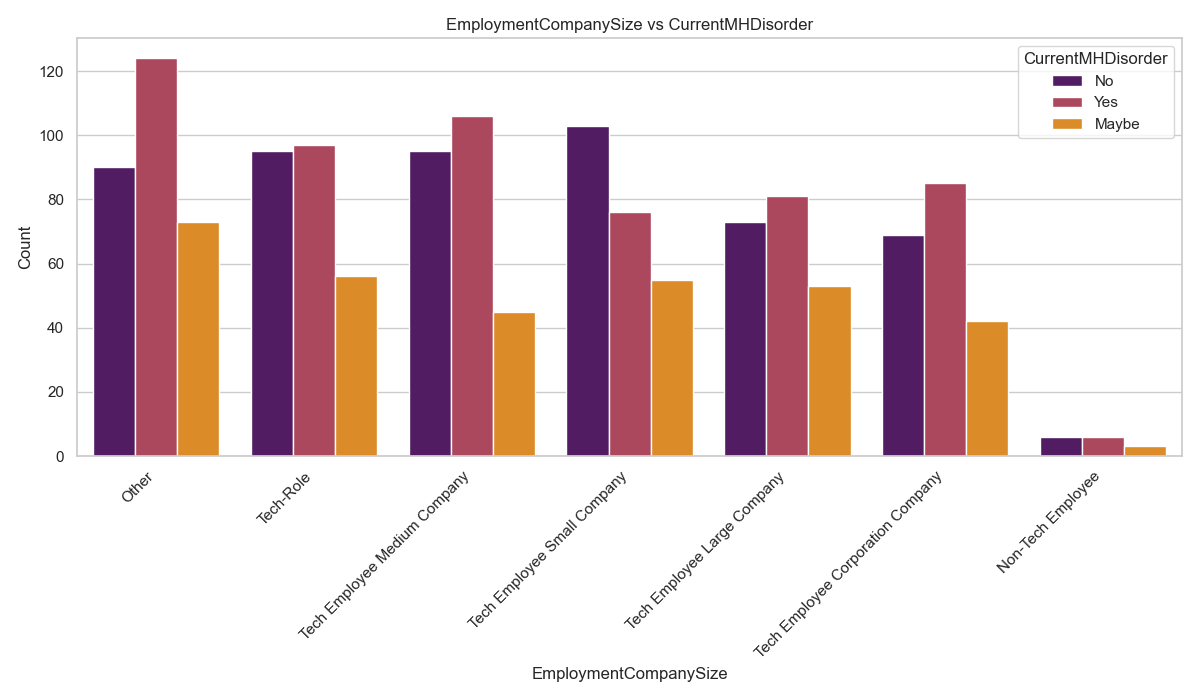 EmploymentCompanySize vs CurrentMHDisorder
CurrentMHDisorder
No
Yes
Maybe
Count
120
100
80
60
40
20
0
Other
Tech-Role
Tech Employee Medium Company
Tech Employee Small Company
Tech Employee Large Company
Tech Employee Corporation Company
Non-Tech Employee
EmploymentCompanySize